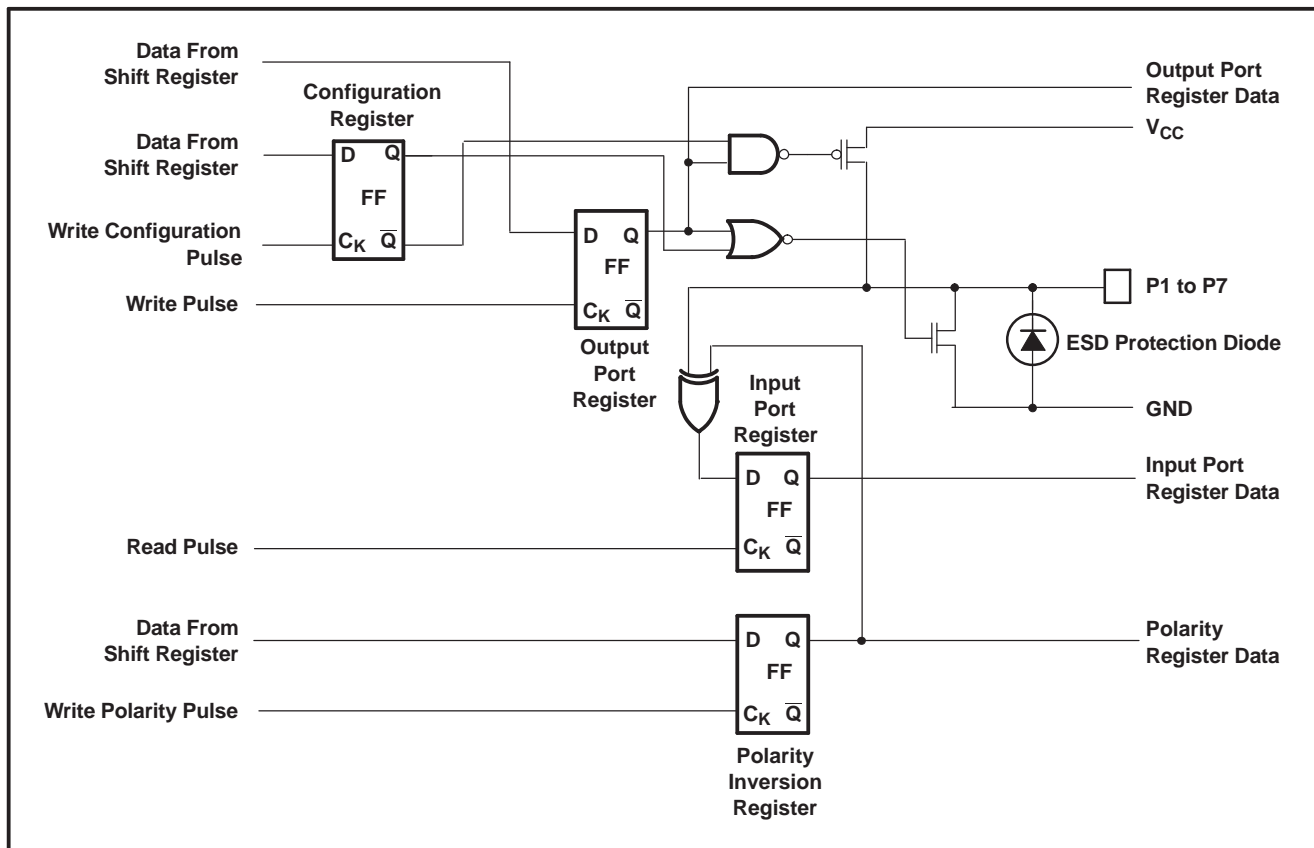 Data From
Shift Register
Configuration
Register
Output Port
Register Data
VCC
Data From
Shift Register
D Q
FF
CK Q̅
Write Configuration
Pulse
D Q
FF
CK Q̅
Write Pulse
Output
Port
Register
P1 to P7
ESD Protection Diode
GND
Input
Port
Register
D Q
FF
CK Q̅
Input Port
Register Data
Read Pulse
Data From
Shift Register
D Q
FF
CK Q̅
Polarity
Register Data
Write Polarity Pulse
Polarity
Inversion
Register